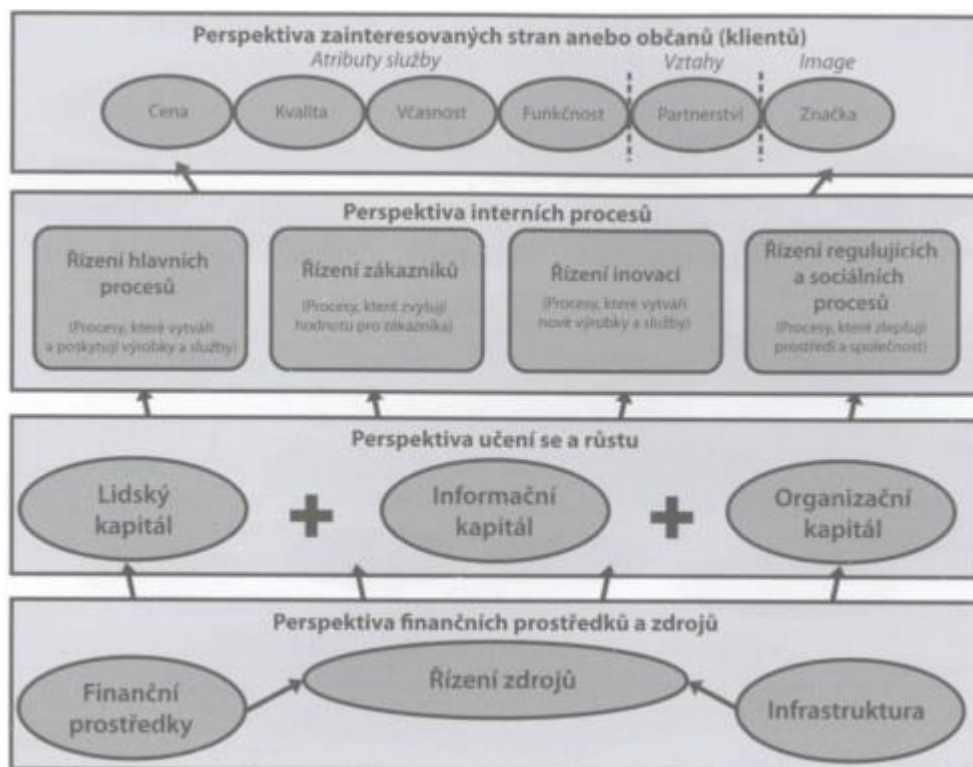 Perspektiva zainteresovaných stran anebo občanů (klientů)
Atributy služby
Vztahy
Image
Cena
Kvalita
Včasnost
Funkčnost
Partnerství
Značka
Perspektiva interních procesů
Řízení hlavních
procesů
(Procesy, které vytváří
a poskytují výrobky a služby)
Řízení zákazníků
(Procesy, které zvyšují
hodnotu pro zákazníka)
Řízení inovací
(Procesy, které vytváří
nové výrobky a služby)
Řízení regulujících
a sociálních
procesů
(Procesy, které zlepšují
prostředí a společnost)
Perspektiva učení se a růstu
Lidský
kapitál
Informační
kapitál
Organizační
kapitál
Perspektiva finančních prostředků a zdrojů
Finanční
prostředky
Řízení zdrojů
Infrastruktura